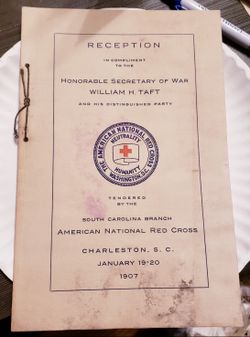 RECEPTION
IN COMPLIMENT
TO THE
HONORABLE SECRETARY OF WAR
WILLIAM H TAFT
AND HIS DISTINGUISHED PARTY
THE AMERICAN NATIONAL RED CROSS
NEUTRALITY
HUMANITY
WASHINGTON, D.C.
TENDERED
BY THE
SOUTH CAROLINA BRANCH
AMERICAN NATIONAL RED CROSS
CHARLESTON, S. C.
JANUARY 19-20
1907